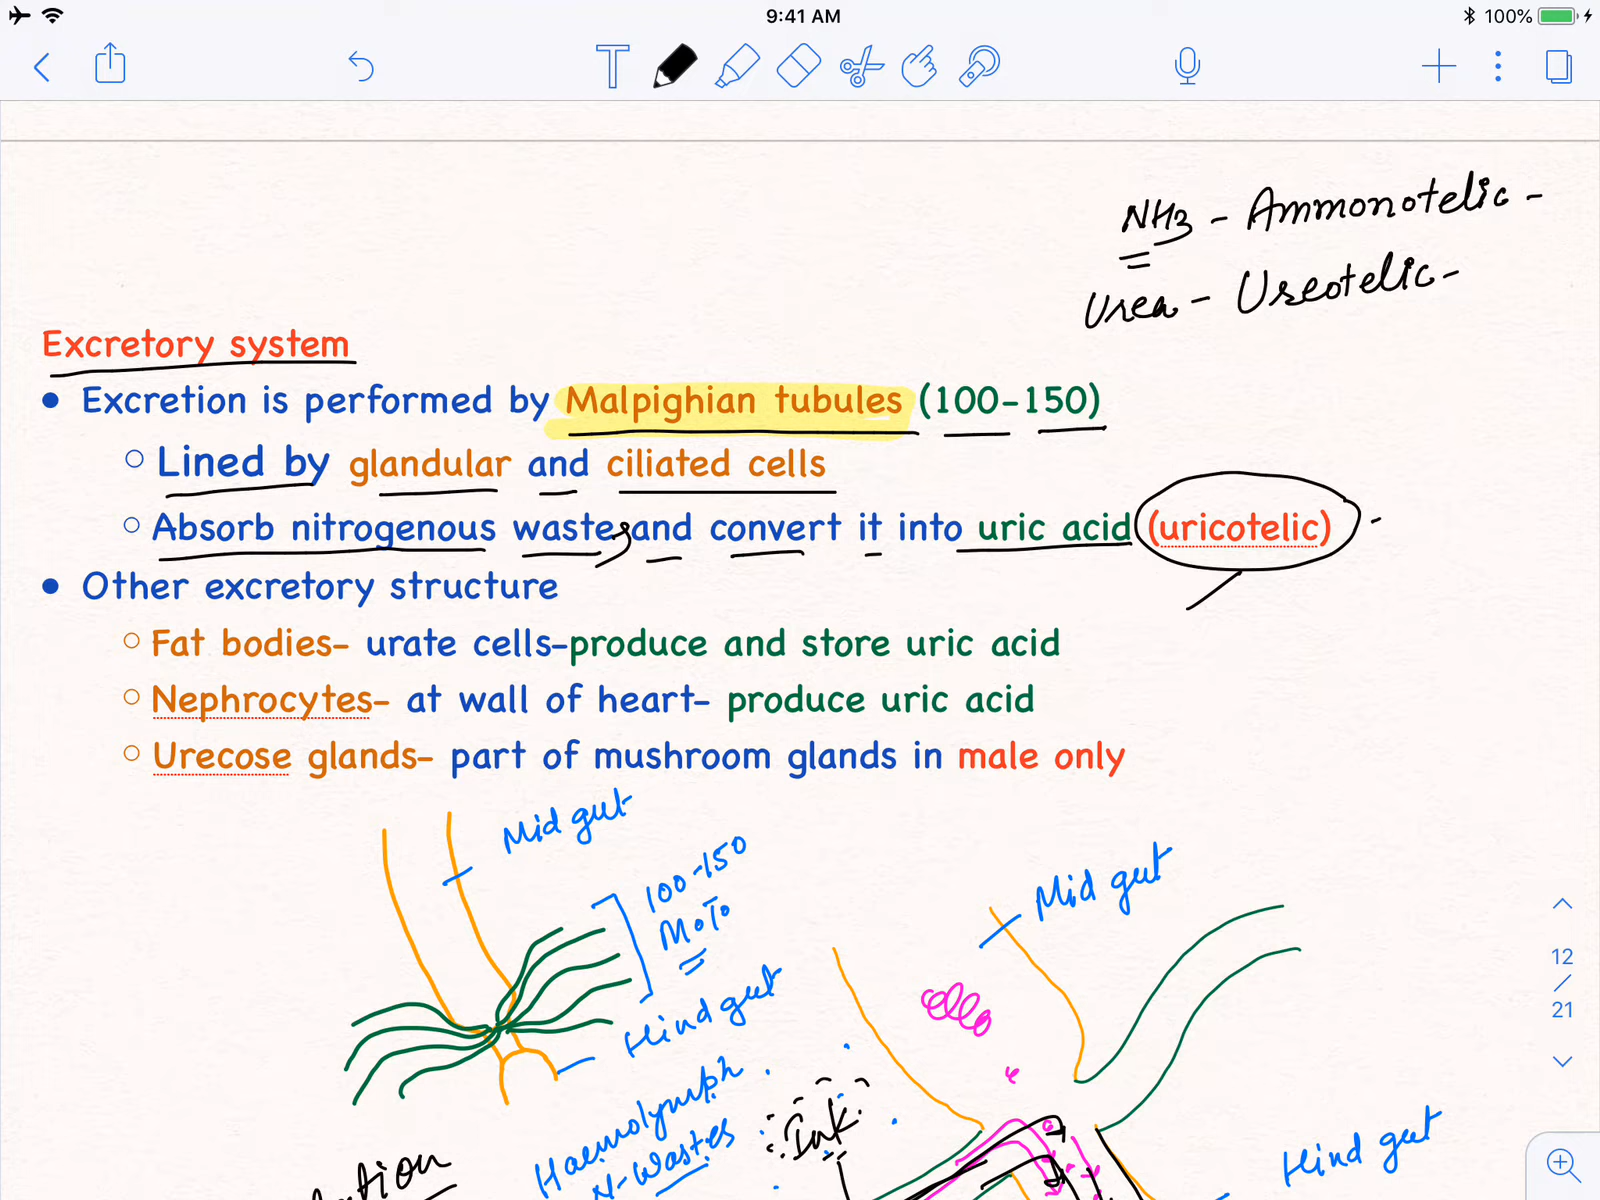 9:41 AM
100%
NH3 - Ammonotelic -
Urea - Ureotelic -
Excretory system
• Excretion is performed by Malpighian tubules (100-150)
○ Lined by glandular and ciliated cells
○ Absorb nitrogenous waste, and convert it into uric acid (uricotelic) -
• Other excretory structure
○ Fat bodies- urate cells-produce and store uric acid
○ Nephrocytes- at wall of heart- produce uric acid
○ Urecose glands- part of mushroom glands in male only
Mid gut
100-150
M.T.
Hind gut
Mid gut
Haemolymph
N-Wastes
Ink
Hind gut
12
/
21